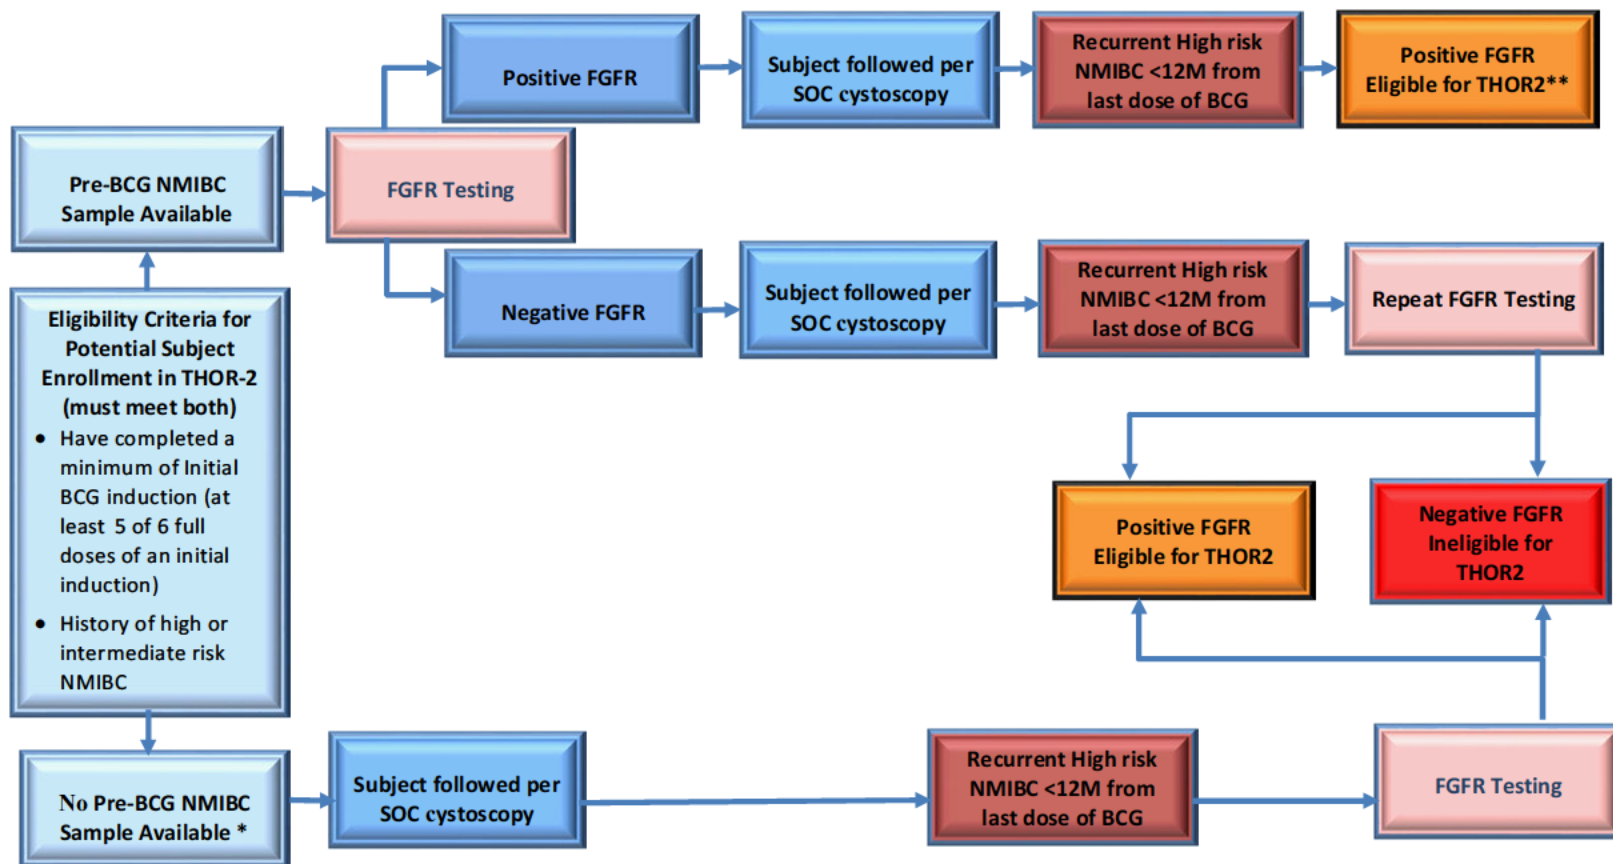 Positive FGFR
Subject followed per
SOC cystoscopy
Recurrent High risk
NMIBC <12M from
last dose of BCG
Positive FGFR
Eligible for THOR2**
Pre-BCG NMIBC
Sample Available
FGFR Testing
Negative FGFR
Subject followed per
SOC cystoscopy
Recurrent High risk
NMIBC <12M from
last dose of BCG
Repeat FGFR Testing
Eligibility Criteria for
Potential Subject
Enrollment in THOR-2
(must meet both)
• Have completed a
minimum of Initial
BCG induction (at
least 5 of 6 full
doses of an initial
induction)
• History of high or
intermediate risk
NMIBC
Positive FGFR
Eligible for THOR2
Negative FGFR
Ineligible for
THOR2
No Pre-BCG NMIBC
Sample Available *
Subject followed per
SOC cystoscopy
Recurrent High risk
NMIBC <12M from
last dose of BCG
FGFR Testing